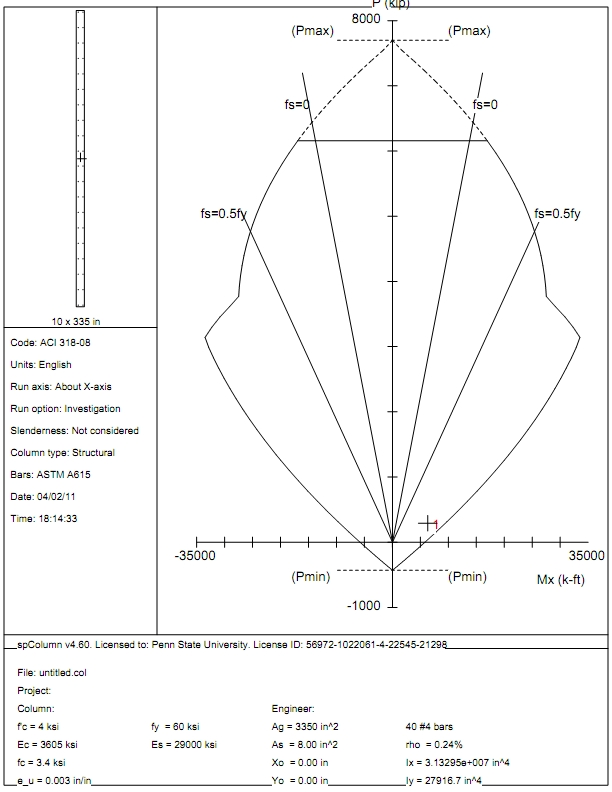 P (kip)
8000
(Pmax) (Pmax)
fs=0 fs=0
fs=0.5fy fs=0.5fy
10 x 335 in
Code: ACI 318-08
Units: English
Run axis: About X-axis
Run option: Investigation
Slenderness: Not considered
Column type: Structural
Bars: ASTM A615
Date: 04/02/11
Time: 18:14:33
1
-35000 35000
(Pmin) (Pmin) Mx (k-ft)
-1000
spColumn v4.60. Licensed to: Penn State University. License ID: 56972-1022061-4-22545-21298
File: untitled.col
Project:
Column: Engineer:
f'c = 4 ksi fy = 60 ksi Ag = 3350 in^2 40 #4 bars
Ec = 3605 ksi Es = 29000 ksi As = 8.00 in^2 rho = 0.24%
fc = 3.4 ksi Xo = 0.00 in Ix = 3.13295e+007 in^4
e_u = 0.003 in/in Yo = 0.00 in Iy = 27916.7 in^4